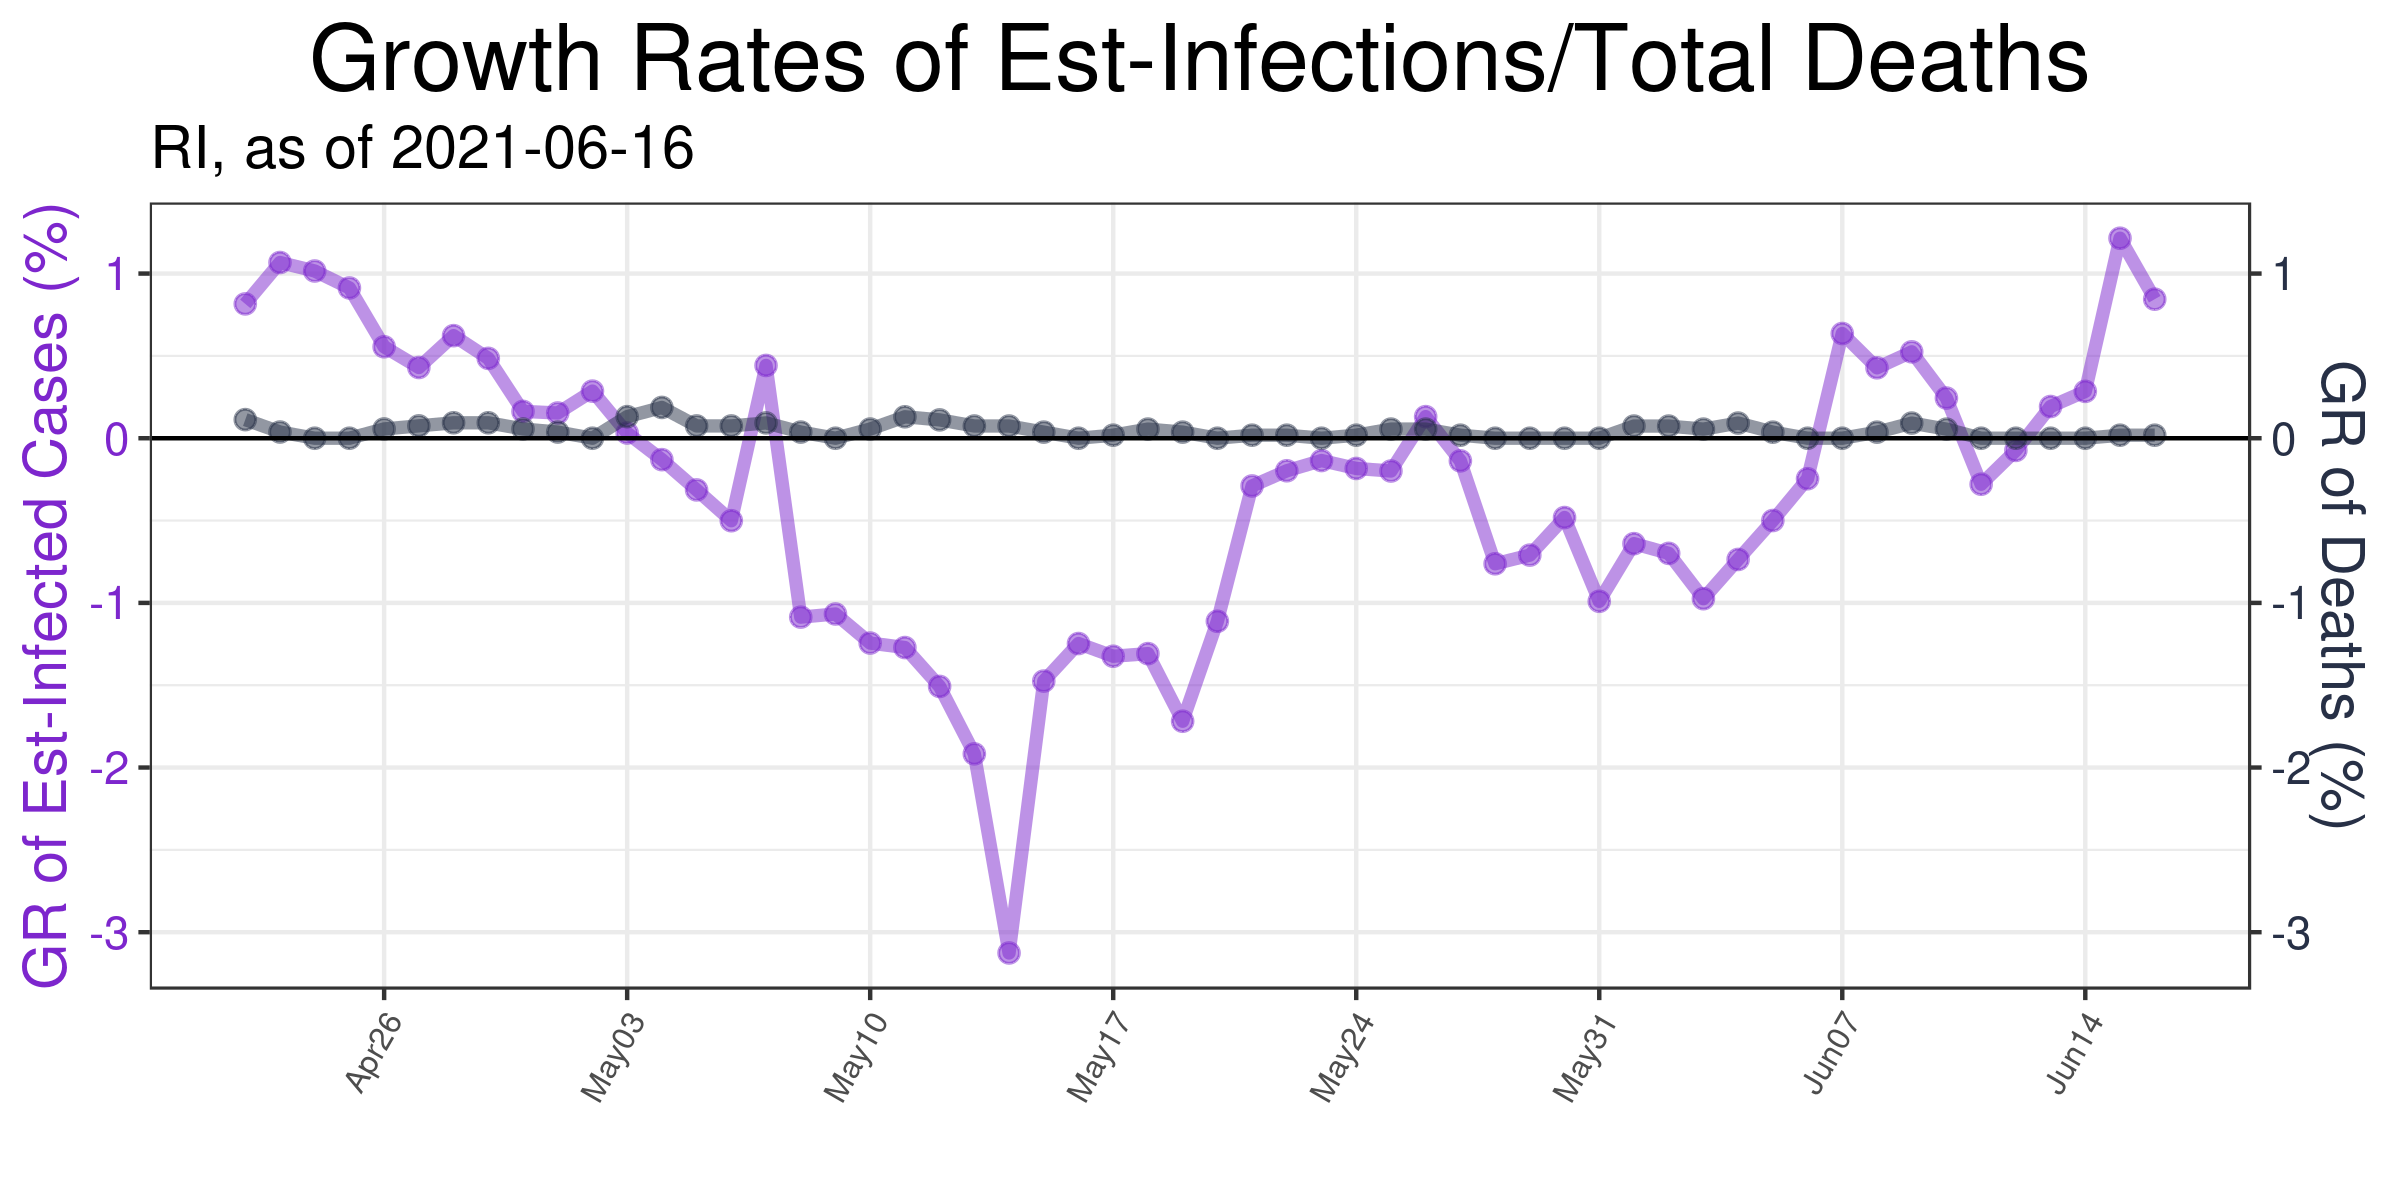 Growth Rates of Est-Infections/Total Deaths
RI, as of 2021-06-16
GR of Est-Infected Cases (%)
1
0
-1
-2
-3
1
0
-1
-2
-3
GR of Deaths (%)
Apr26
May03
May10
May17
May24
May31
Jun07
Jun14